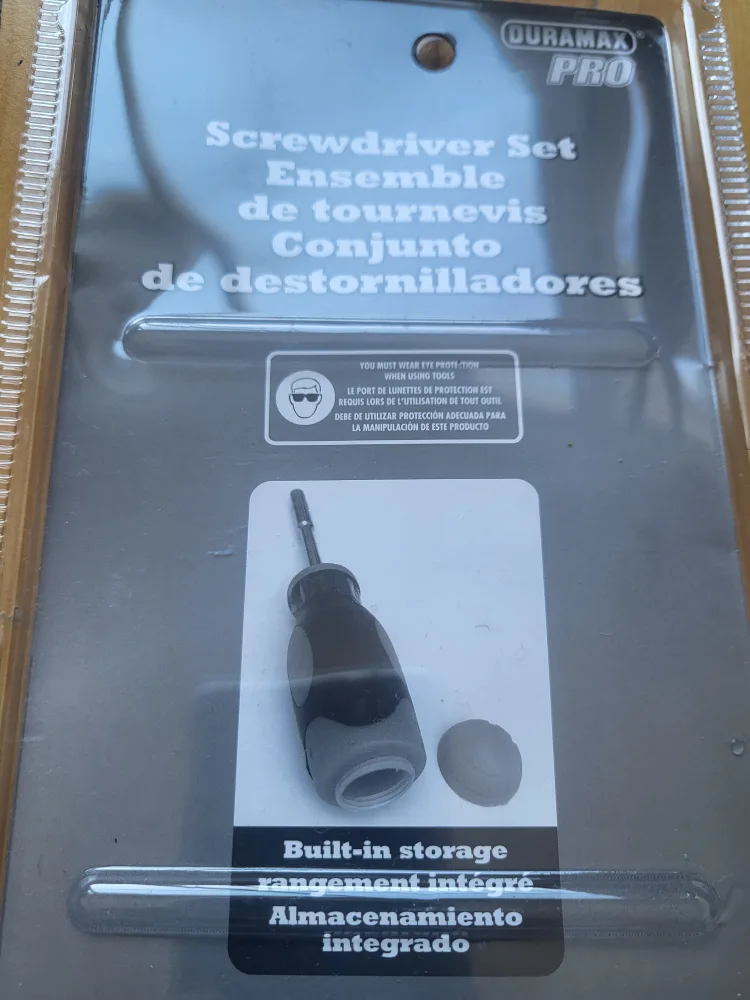 DURAMAX
PRO
Screwdriver Set
Ensemble
de tournevis
Conjunto
de destornilladores
YOU MUST WEAR EYE PROTECTION
WHEN USING TOOLS
LE PORT DE LUNETTES DE PROTECTION EST
REQUIS LORS DE L'UTILISATION DE TOUT OUTIL
DEBE DE UTILIZAR PROTECCIÓN ADECUADA PARA
LA MANIPULACIÓN DE ESTE PRODUCTO
Built-in storage
rangement intégré
Almacenamiento
integrado